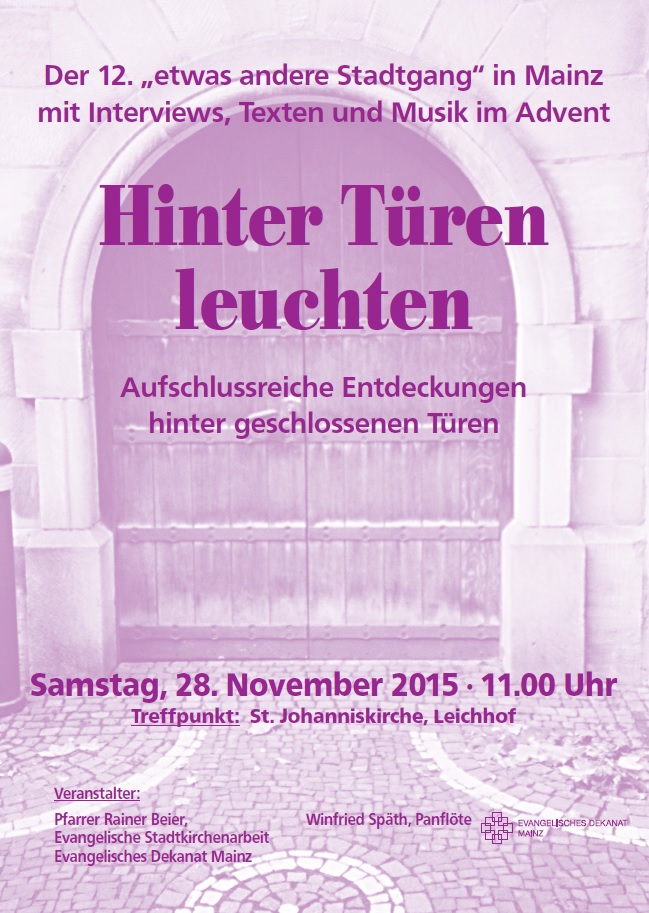 Der 12. „etwas andere Stadtgang“ in Mainz
mit Interviews, Texten und Musik im Advent
Hinter Türen
leuchten
Aufschlussreiche Entdeckungen
hinter geschlossenen Türen
Samstag, 28. November 2015 · 11.00 Uhr
Treffpunkt: St. Johanniskirche, Leichhof
Veranstalter:
Pfarrer Rainer Beier,
Evangelische Stadtkirchenarbeit
Evangelisches Dekanat Mainz
Winfried Späth, Panflöte
EVANGELISCHES DEKANAT
MAINZ